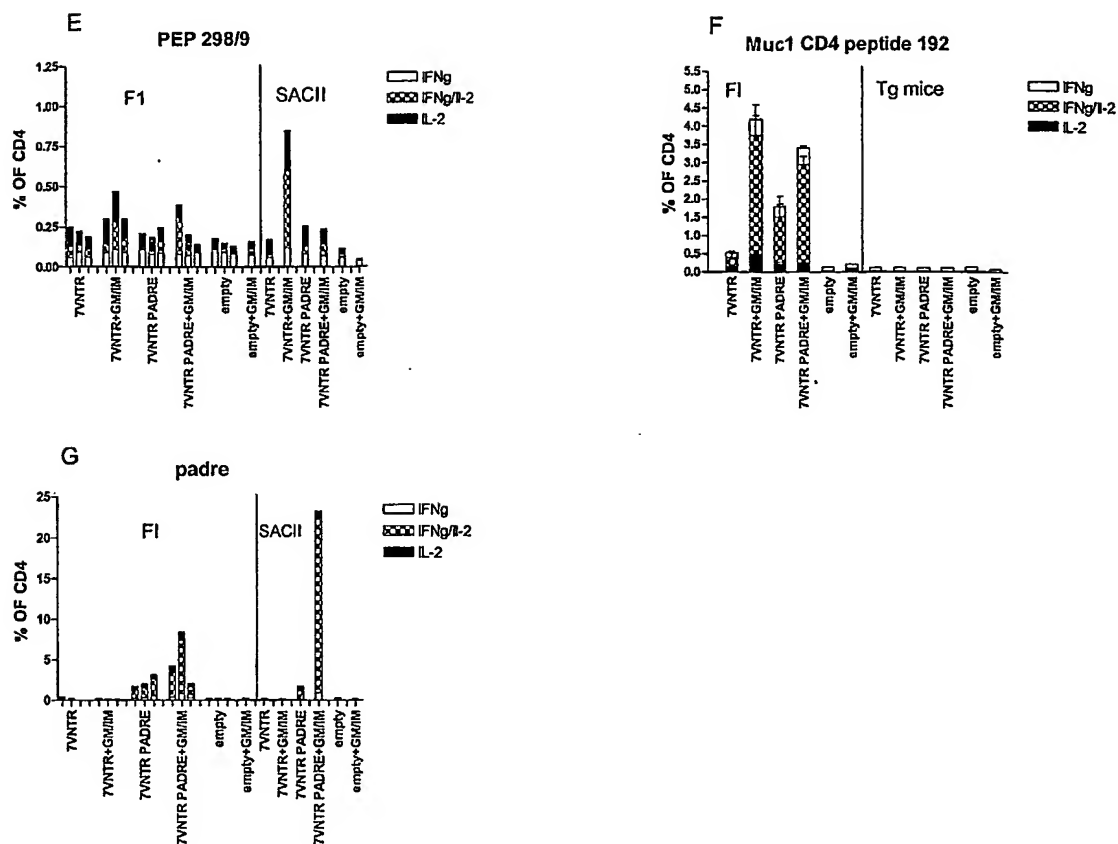 E
PEP 298/9
1.25
1.00
0.75
0.50
0.25
0.00
% OF CD4
F1
SACII
IFNg
IFNg/Il-2
IL-2
7VNTR
7VNTR+GM/IM
7VNTR PADRE
7VNTR PADRE+GM/IM
empty
empty+GM/IM
7VNTR
7VNTR+GM/IM
7VNTR PADRE
7VNTR PADRE+GM/IM
empty
empty+GM/IM
F
Muc1 CD4 peptide 192
5.5
5.0
4.5
4.0
3.5
3.0
2.5
2.0
1.5
1.0
0.5
0.0
% OF CD4
FI
Tg mice
IFNg
IFNg/Il-2
IL-2
7VNTR
7VNTR+GM/IM
7VNTR PADRE
7VNTR PADRE+GM/IM
empty
empty+GM/IM
7VNTR
7VNTR+GM/IM
7VNTR PADRE
7VNTR PADRE+GM/IM
empty
empty+GM/IM
G
padre
25
20
15
10
5
0
% OF CD4
FI
SACII
IFNg
IFNg/Il-2
IL-2
7VNTR
7VNTR+GM/IM
7VNTR PADRE
7VNTR PADRE+GM/IM
empty
empty+GM/IM
7VNTR
7VNTR+GM/IM
7VNTR PADRE
7VNTR PADRE+GM/IM
empty
empty+GM/IM